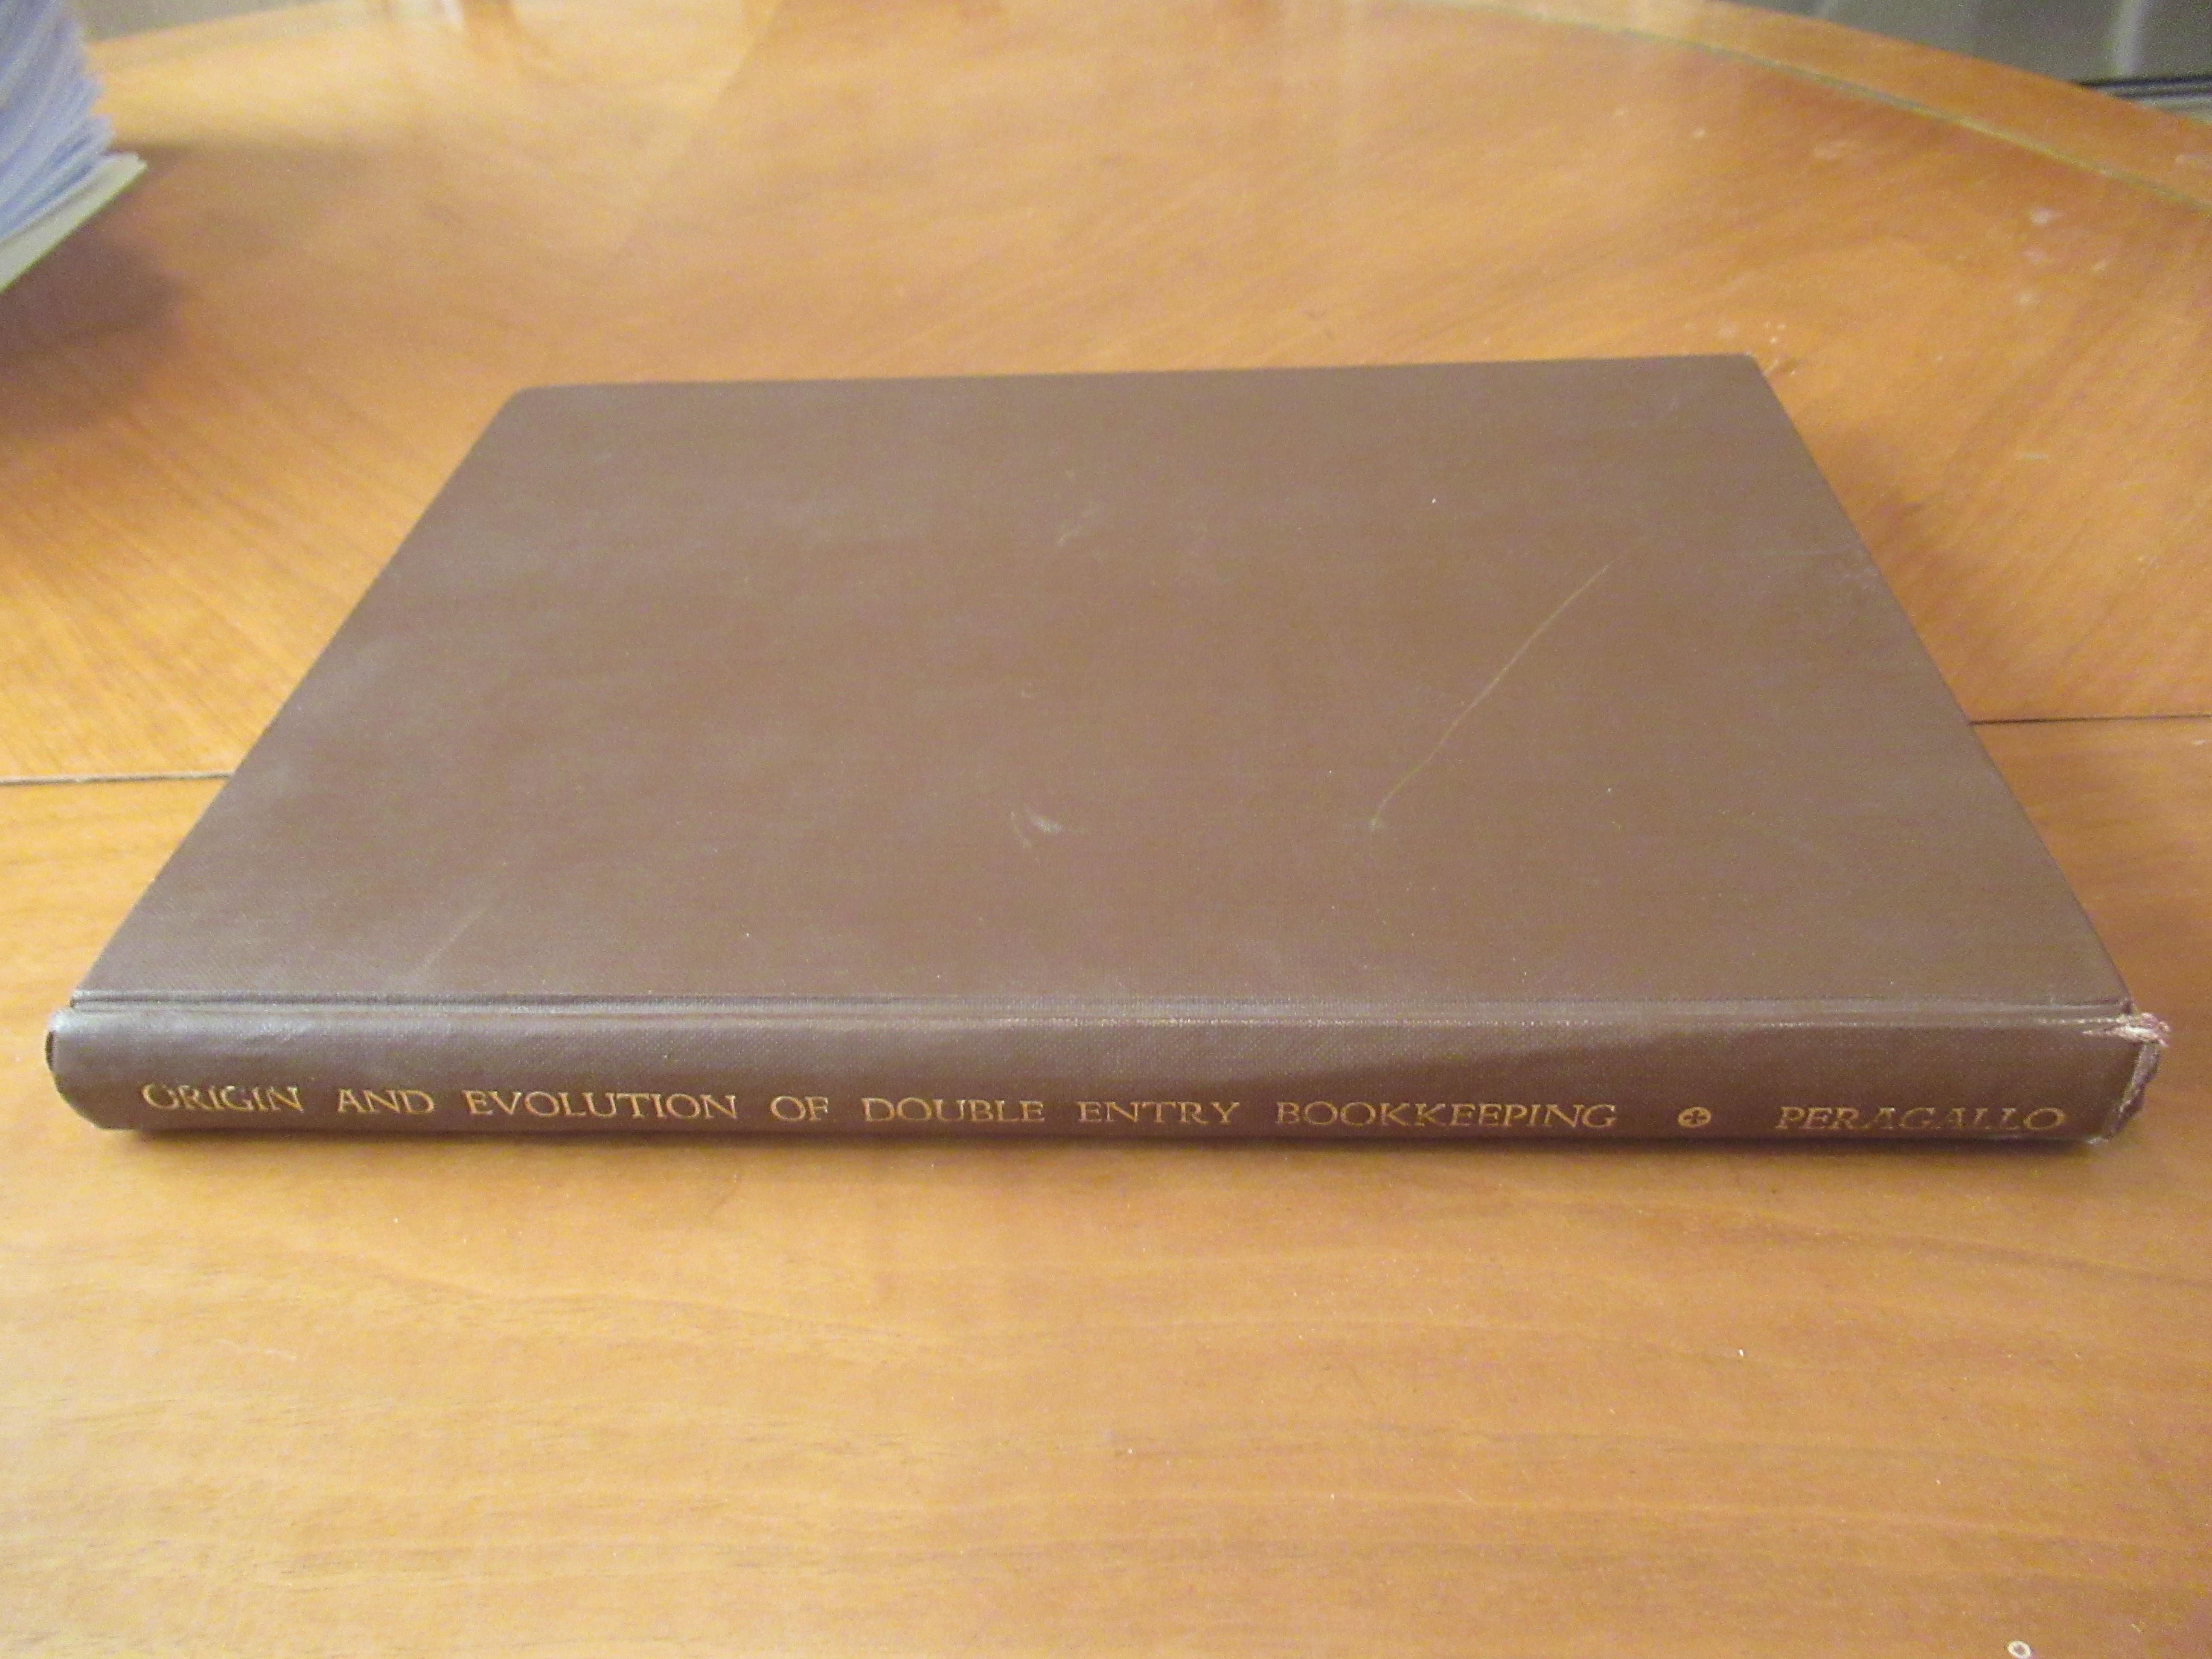 ORIGIN AND EVOLUTION OF DOUBLE ENTRY BOOKKEEPING PERAGALLO